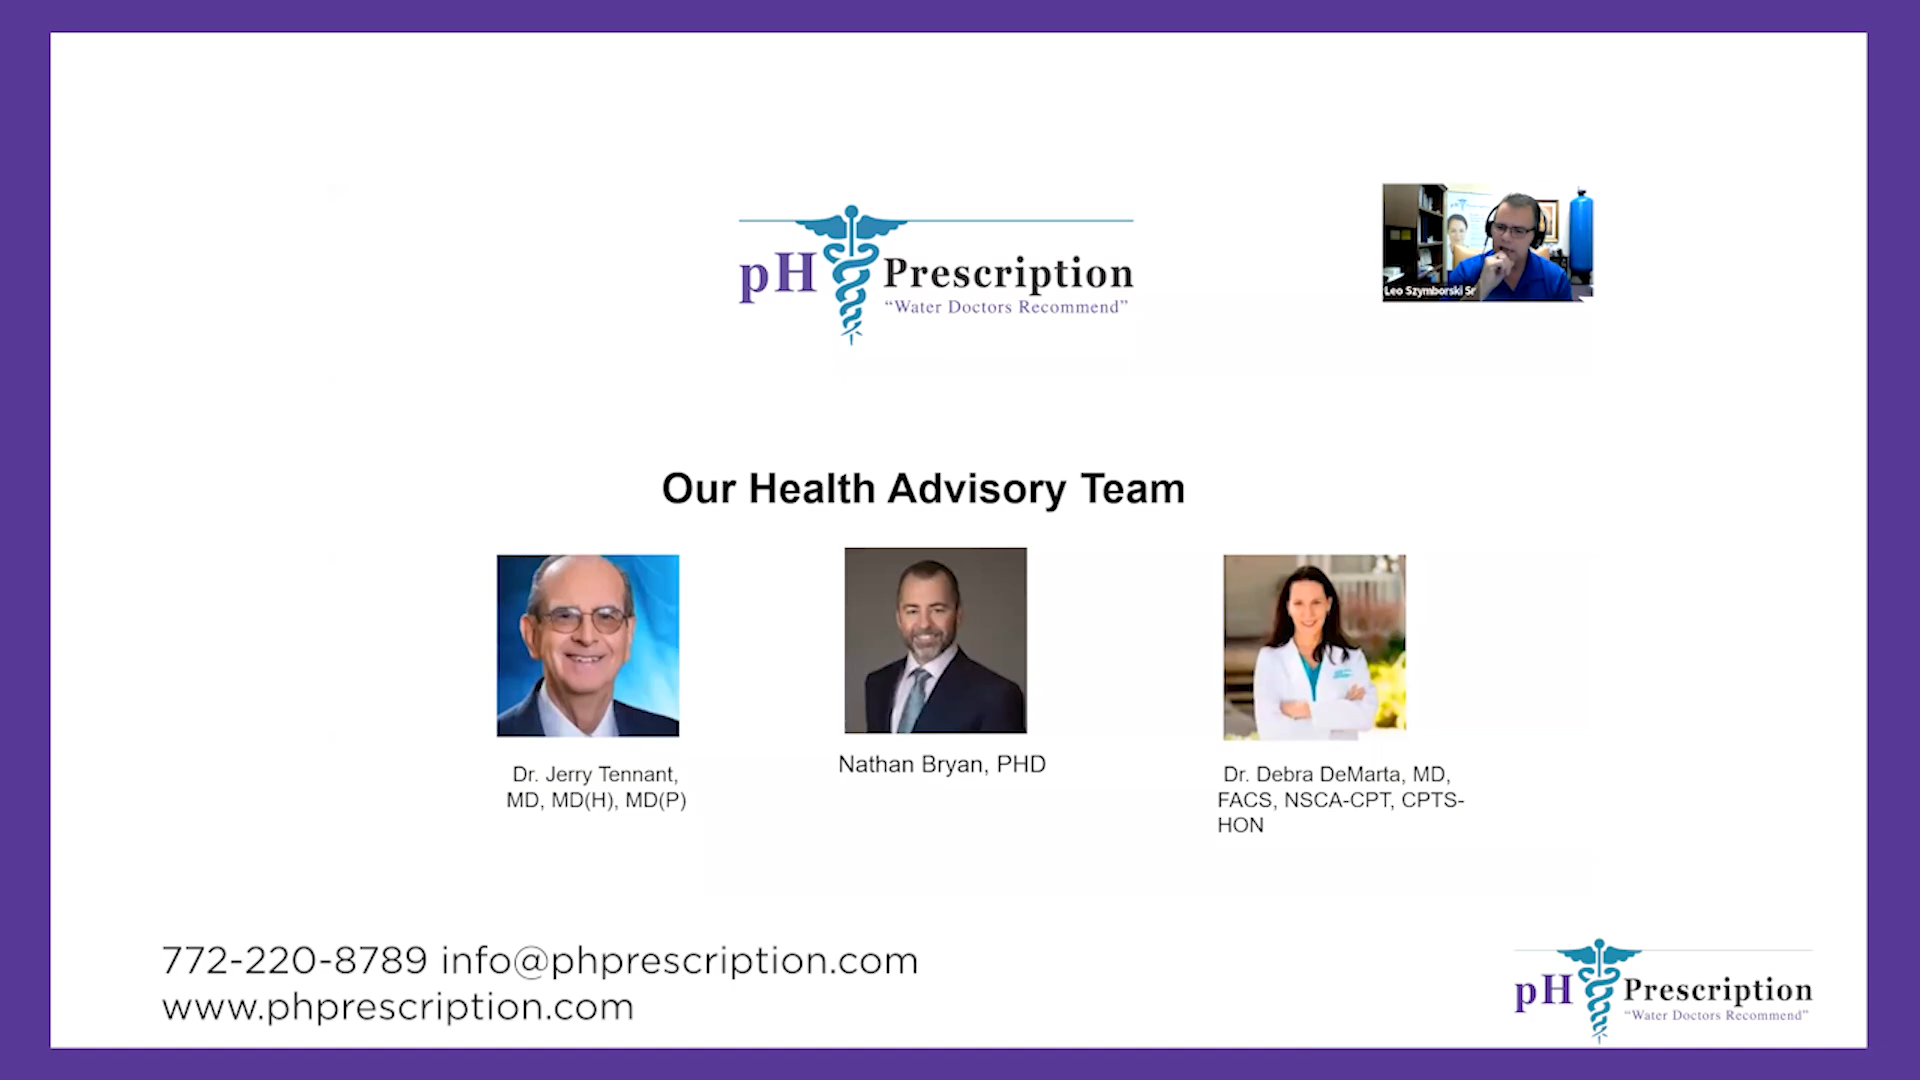 pH Prescription
“Water Doctors Recommend”
Leo Szymborski Sr
Our Health Advisory Team
Dr. Jerry Tennant,
MD, MD(H), MD(P)
Nathan Bryan, PHD
Dr. Debra DeMarta, MD,
FACS, NSCA-CPT, CPTS-
HON
772-220-8789 info@phprescription.com
www.phprescription.com
pH Prescription
“Water Doctors Recommend”